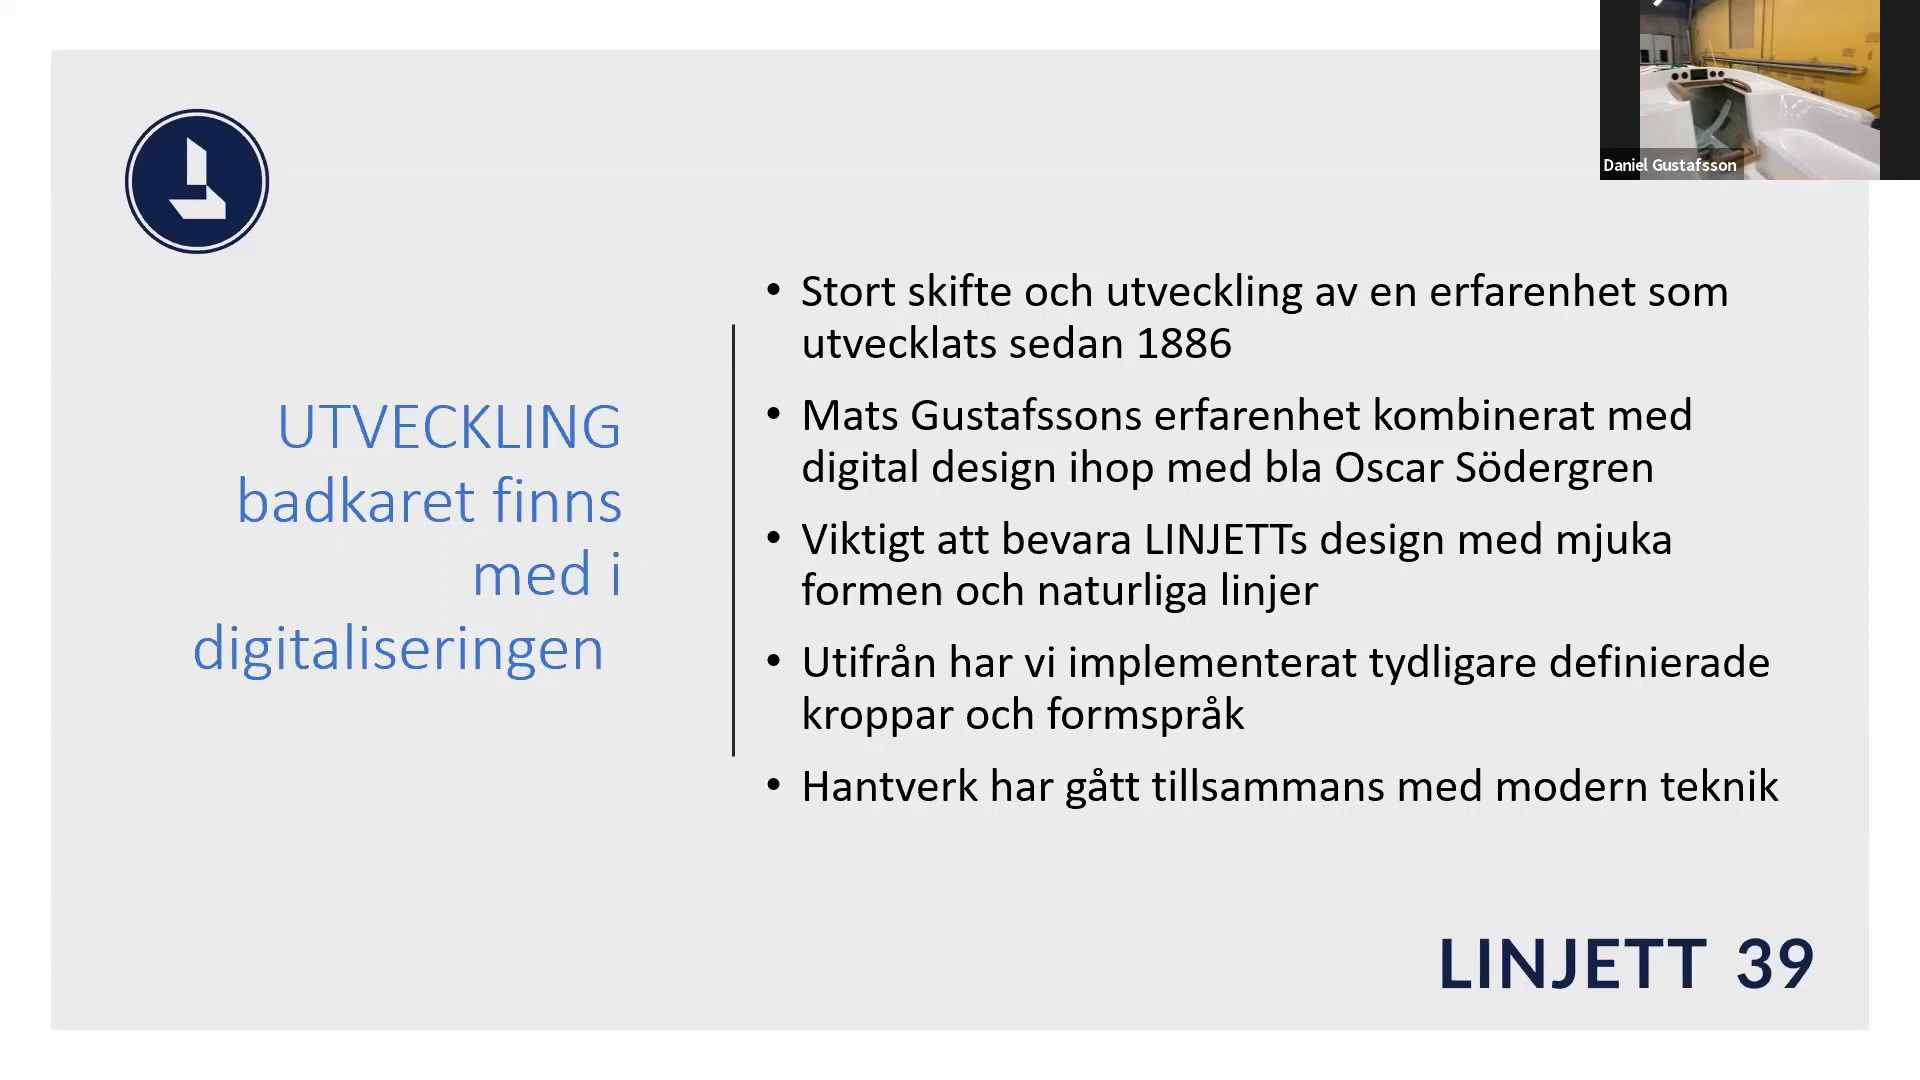 Daniel Gustafsson
UTVECKLING
badkaret finns
med i
digitaliseringen
• Stort skifte och utveckling av en erfarenhet som
utvecklats sedan 1886
• Mats Gustafssons erfarenhet kombinerat med
digital design ihop med bla Oscar Södergren
• Viktigt att bevara LINJETTs design med mjuka
formen och naturliga linjer
• Utifrån har vi implementerat tydligare definierade
kroppar och formspråk
• Hantverk har gått tillsammans med modern teknik
LINJETT 39